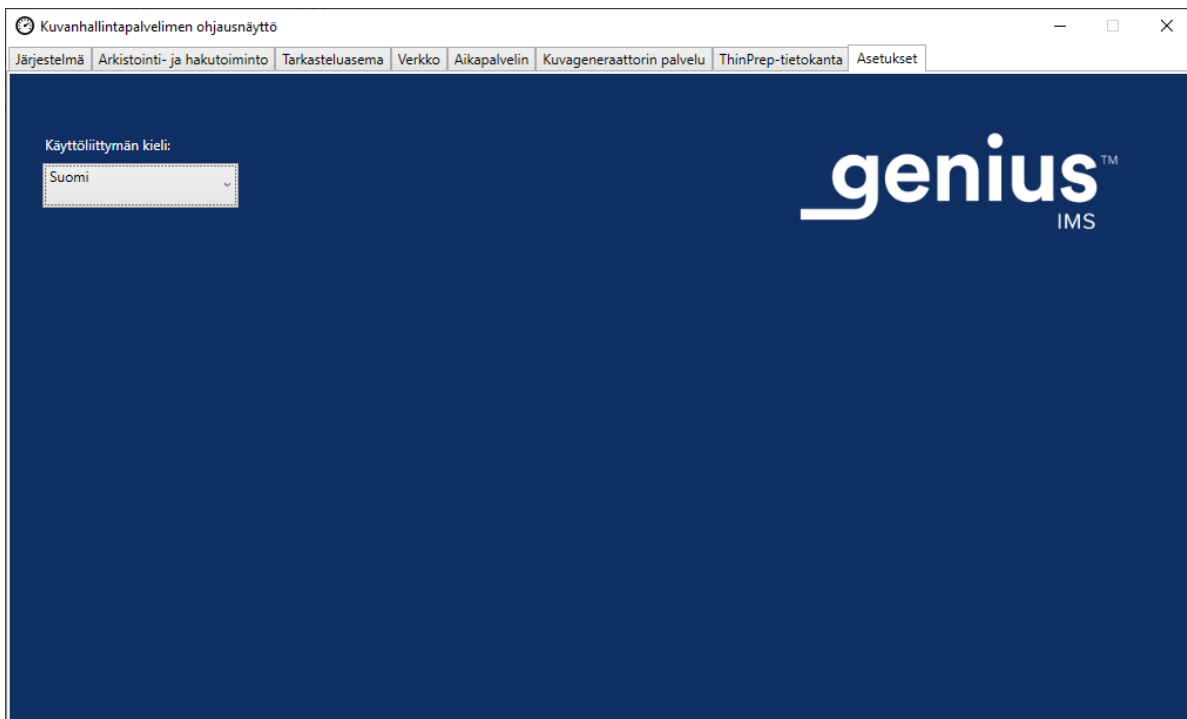 Kuvanhallintapalvelimen ohjausnäyttö
Järjestelmä Arkistointi- ja hakutoiminto Tarkasteluasema Verkko Aikapalvelin Kuvageneraattorin palvelu ThinPrep-tietokanta Asetukset
Käyttöliittymän kieli:
Suomi
genius™
IMS